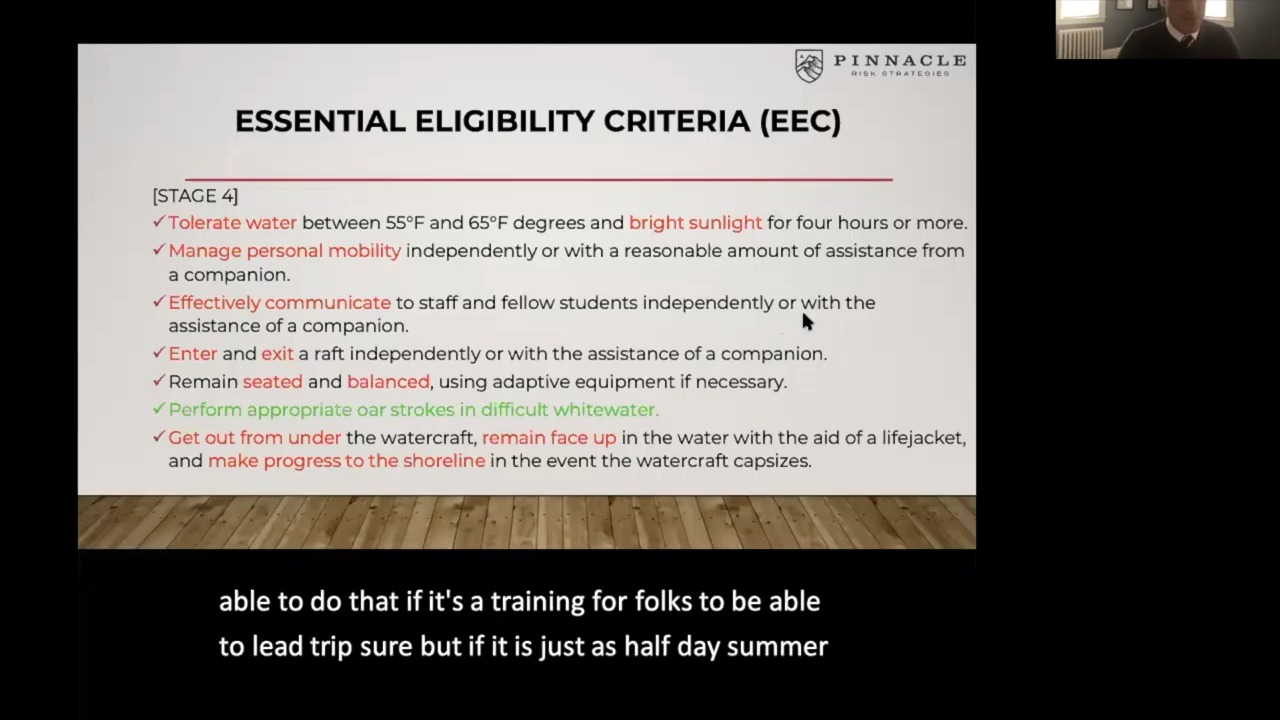 PINNACLE
RISK STRATEGIES
ESSENTIAL ELIGIBILITY CRITERIA (EEC)
[STAGE 4]
✓Tolerate water between 55°F and 65°F degrees and bright sunlight for four hours or more.
✓Manage personal mobility independently or with a reasonable amount of assistance from
a companion.
✓Effectively communicate to staff and fellow students independently or with the
assistance of a companion.
✓Enter and exit a raft independently or with the assistance of a companion.
✓Remain seated and balanced, using adaptive equipment if necessary.
✓Perform appropriate oar strokes in difficult whitewater.
✓Get out from under the watercraft, remain face up in the water with the aid of a lifejacket,
and make progress to the shoreline in the event the watercraft capsizes.
able to do that if it's a training for folks to be able
to lead trip sure but if it is just as half day summer